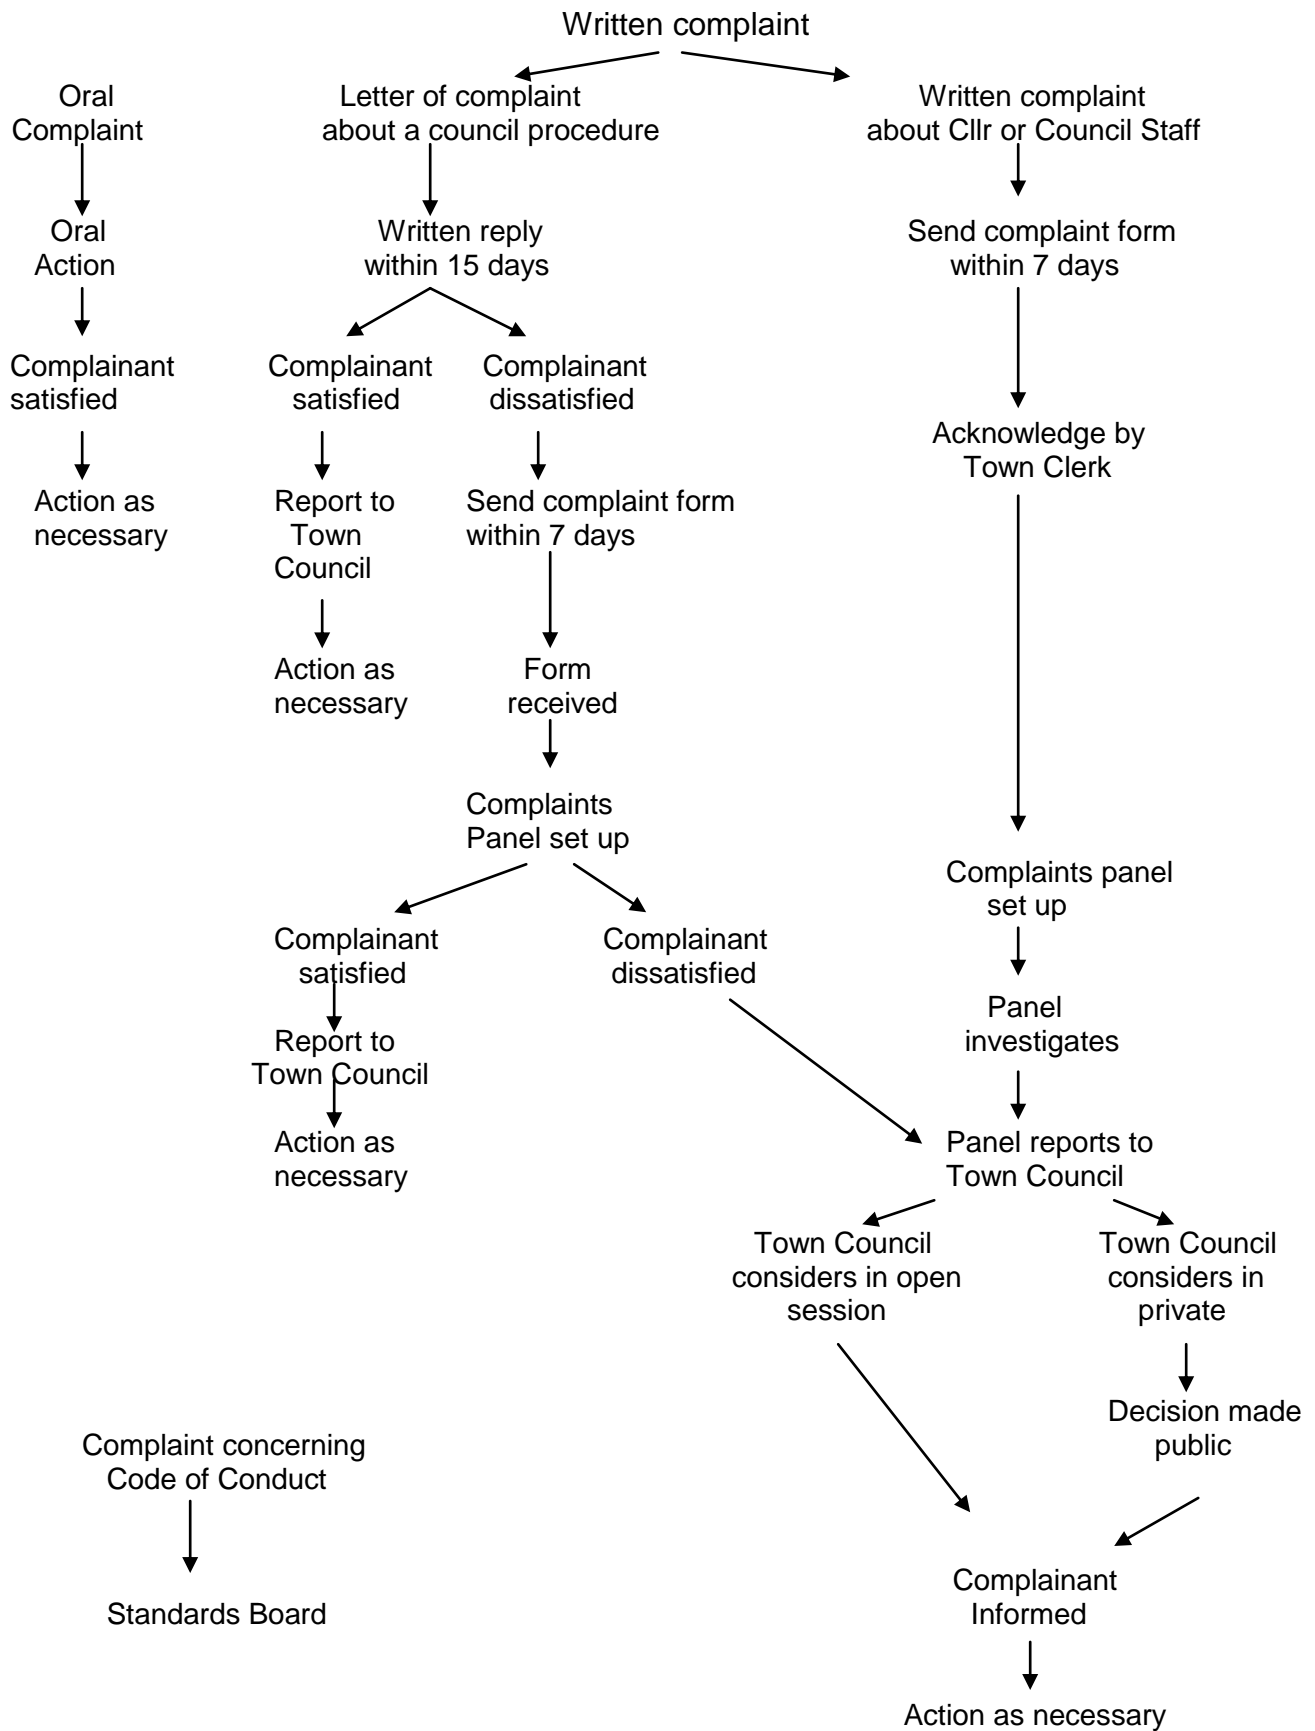 Written complaint
Oral
Complaint
Letter of complaint
about a council procedure
Written complaint
about Cllr or Council Staff
Oral
Action
Written reply
within 15 days
Send complaint form
within 7 days
Complainant
satisfied
Complainant
satisfied
Complainant
dissatisfied
Acknowledge by
Town Clerk
Action as
necessary
Report to
Town
Council
Send complaint form
within 7 days
Action as
necessary
Form
received
Complaints
Panel set up
Complaints panel
set up
Complainant
satisfied
Complainant
dissatisfied
Panel
investigates
Report to
Town Council
Action as
necessary
Panel reports to
Town Council
Town Council
considers in open
session
Town Council
considers in
private
Decision made
public
Complaint concerning
Code of Conduct
Standards Board
Complainant
Informed
Action as necessary